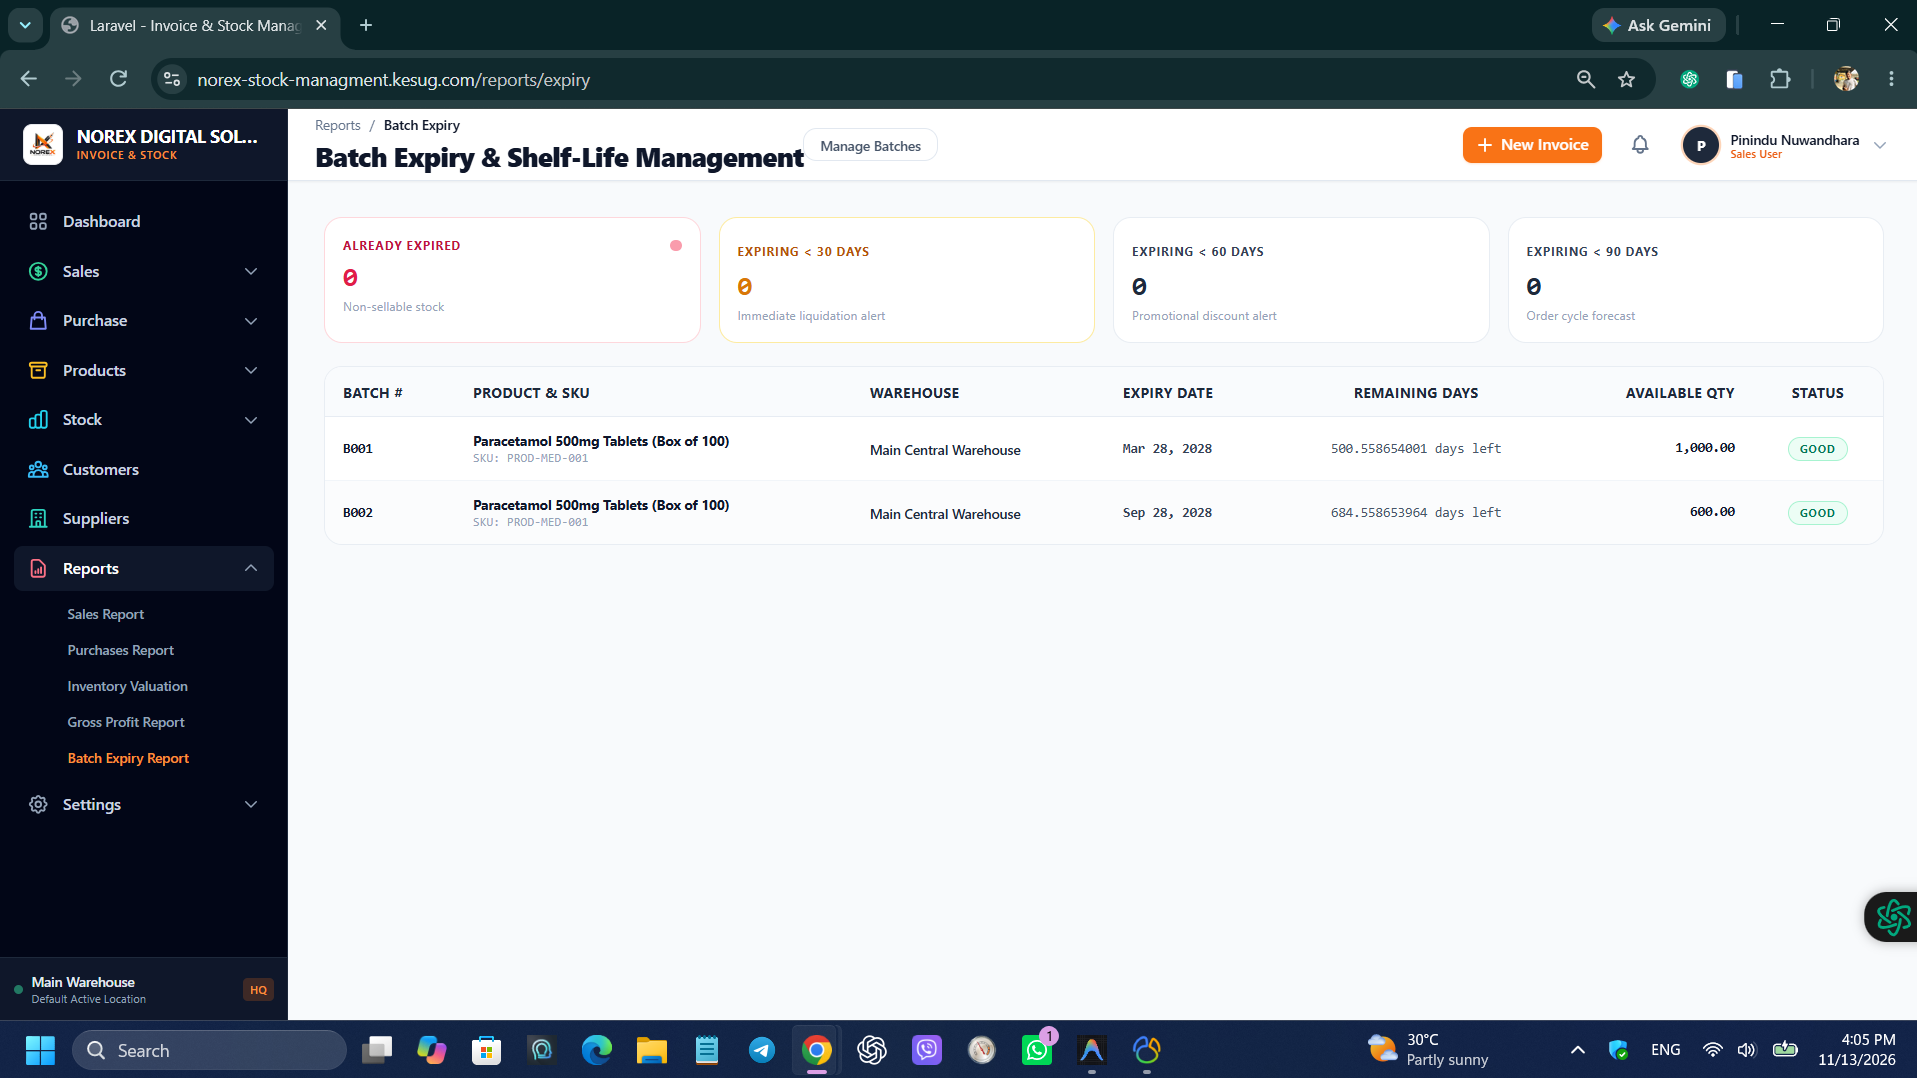 Laravel - Invoice & Stock Manag
Ask Gemini
norex-stock-managment.kesug.com/reports/expiry
NOREX DIGITAL SOL...
INVOICE & STOCK
NOREX
Reports / Batch Expiry
Batch Expiry & Shelf-Life Management
Manage Batches
New Invoice
P
Pinindu Nuwandhara
Sales User
Dashboard
Sales
Purchase
Products
Stock
Customers
Suppliers
Reports
Sales Report
Purchases Report
Inventory Valuation
Gross Profit Report
Batch Expiry Report
Settings
Main Warehouse
Default Active Location
HQ
ALREADY EXPIRED
0
Non-sellable stock
EXPIRING < 30 DAYS
0
Immediate liquidation alert
EXPIRING < 60 DAYS
0
Promotional discount alert
EXPIRING < 90 DAYS
0
Order cycle forecast
BATCH # PRODUCT & SKU WAREHOUSE EXPIRY DATE REMAINING DAYS AVAILABLE QTY STATUS
B001 Paracetamol 500mg Tablets (Box of 100) Main Central Warehouse Mar 28, 2028 500.558654001 days left 1,000.00 GOOD
SKU: PROD-MED-001
B002 Paracetamol 500mg Tablets (Box of 100) Main Central Warehouse Sep 28, 2028 684.558653964 days left 600.00 GOOD
SKU: PROD-MED-001
Search
1
30°C
Partly sunny
ENG
4:05 PM
11/13/2026